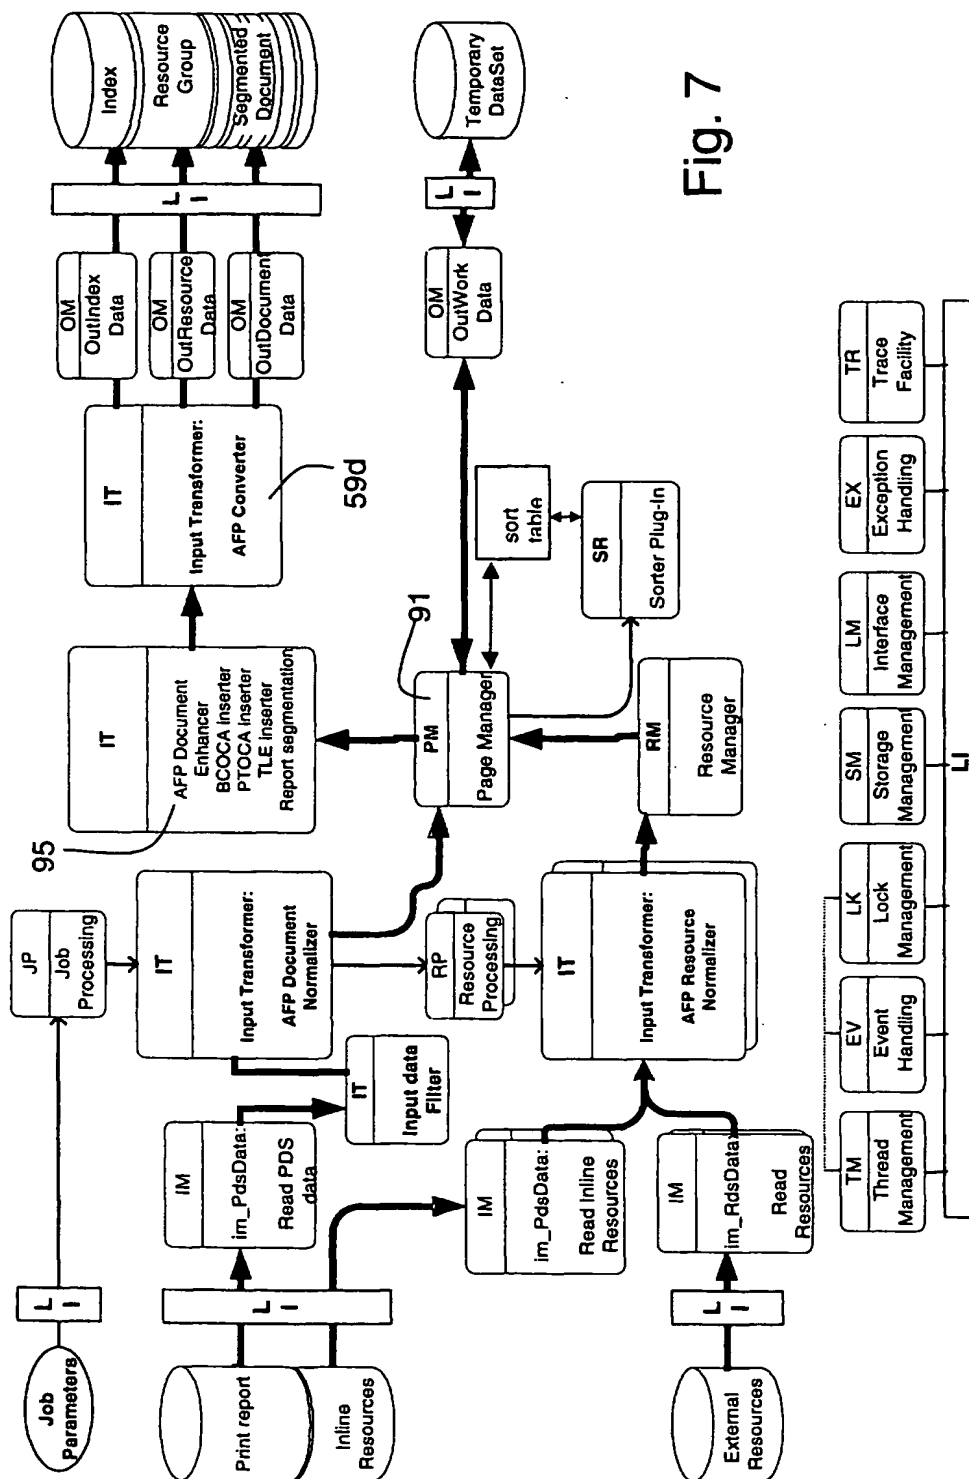 Job
Parameters
L
I
JP
Job
Processing
Print report
Inline
Resources
L
I
IM
im_PdsData:
Read PDS
data
IT
Input data
Filter
IT
Input Transformer:
AFP Document
Normalizer
95
IT
AFP Document
Enhancer
BCOCA inserter
PTOCA inserter
TLE inserter
Report segmentation
IT
Input Transformer:
AFP Converter
59d
OM
OutIndex
Data
OM
OutResource
Data
OM
OutDocument
Data
L
I
Index
Resource
Group
Segmented
Document
IM
im_PdsData:
Read Inline
Resources
RP
Resource
Processing
PM
Page Manager
91
sort
table
SR
Sorter Plug-In
OM
OutWork
Data
L
I
Temporary
DataSet
External
Resources
L
I
IM
im_RdsData:
Read
Resources
IT
Input Transformer:
AFP Resource
Normalizer
RM
Resource
Manager
Fig. 7
TM
Thread
Management
EV
Event
Handling
LK
Lock
Management
SM
Storage
Management
LM
Interface
Management
EX
Exception
Handling
TR
Trace
Facility
LI